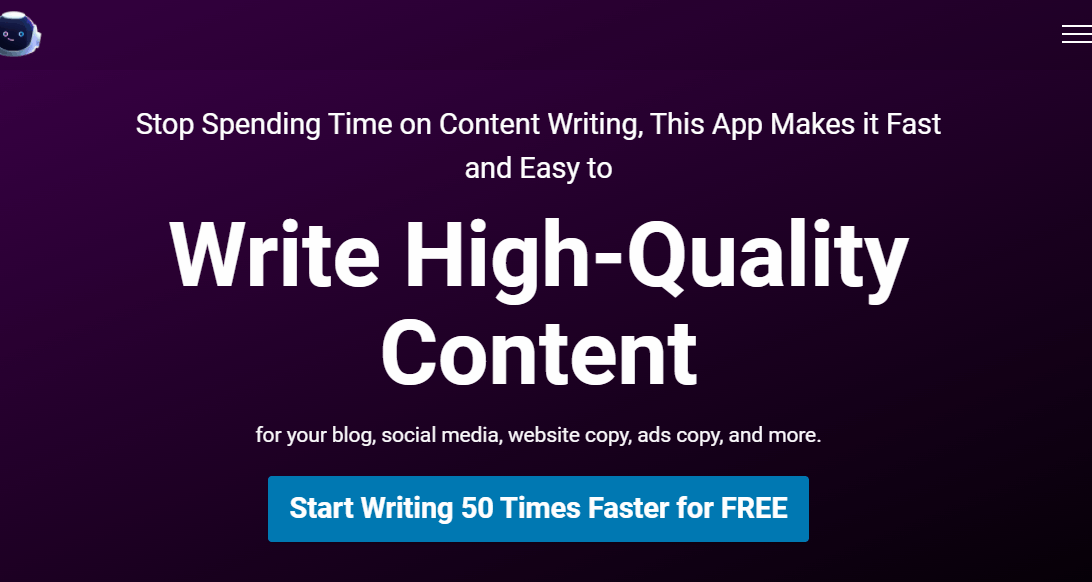 Stop Spending Time on Content Writing, This App Makes it Fast
and Easy to
Write High-Quality
Content
for your blog, social media, website copy, ads copy, and more.
Start Writing 50 Times Faster for FREE